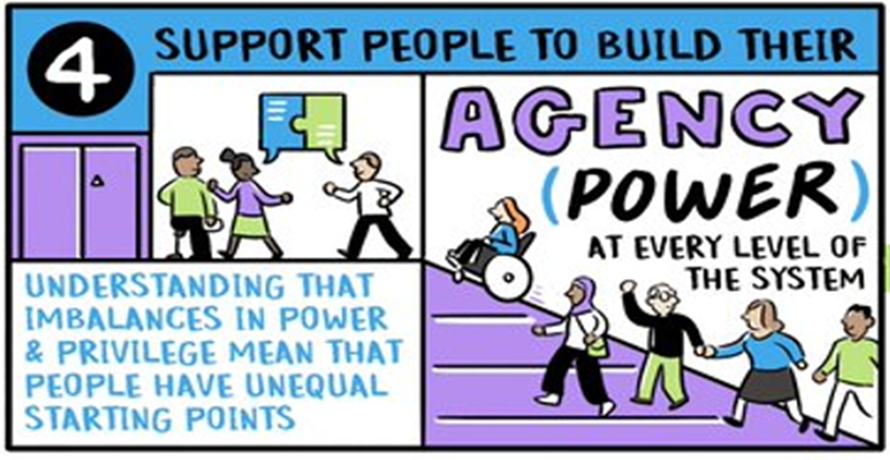 4
SUPPORT PEOPLE TO BUILD THEIR
AGENCY
(POWER)
AT EVERY LEVEL OF
THE SYSTEM
UNDERSTANDING THAT
IMBALANCES IN POWER
& PRIVILEGE MEAN THAT
PEOPLE HAVE UNEQUAL
STARTING POINTS